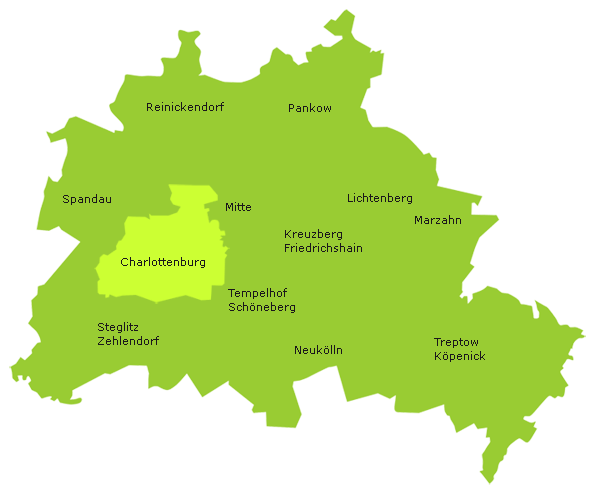 Reinickendorf
Pankow
Spandau
Mitte
Lichtenberg
Marzahn
Kreuzberg
Friedrichshain
Charlottenburg
Tempelhof
Schöneberg
Steglitz
Zehlendorf
Neukölln
Treptow
Köpenick